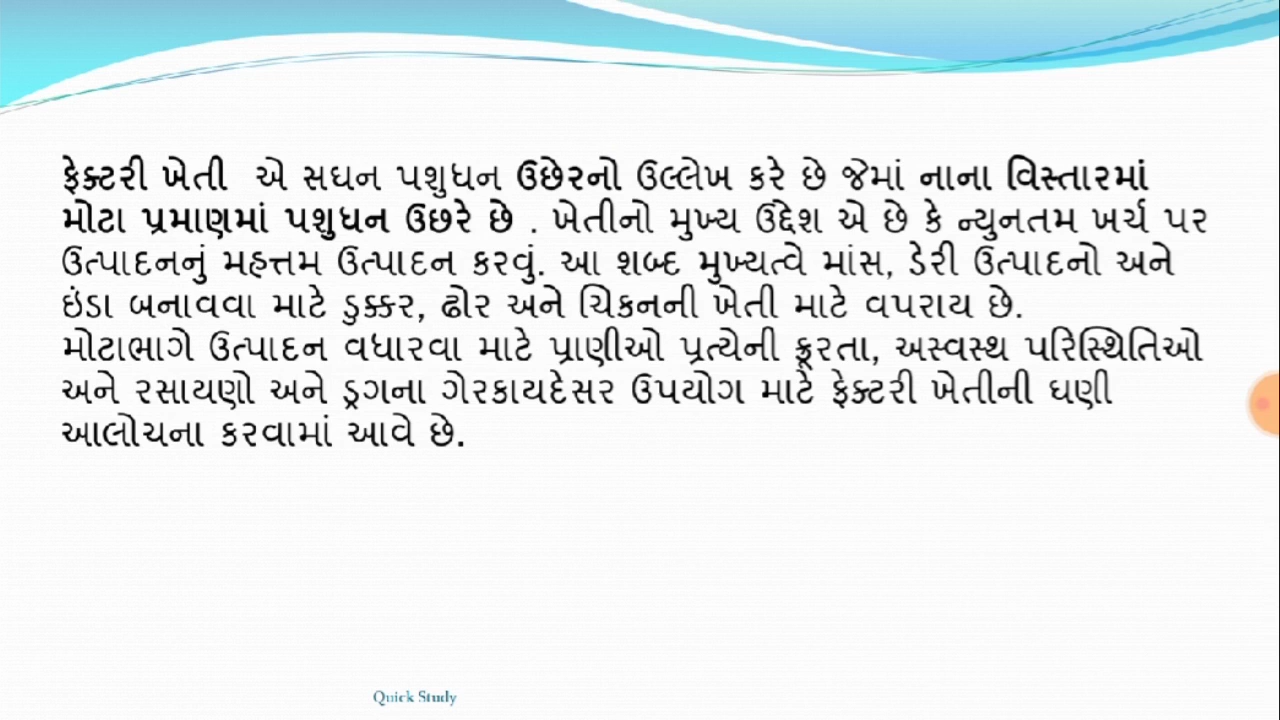 ફેક્ટરી ખેતી એ સઘન પશુધન ઉછેરનો ઉલ્લેખ કરે છે જેમાં નાના વિસ્તારમાં
મોટા પ્રમાણમાં પશુધન ઉછરે છે . ખેતીનો મુખ્ય ઉદ્દેશ એ છે કે ન્યુનતમ ખર્ચ પર
ઉત્પાદનનું મહત્તમ ઉત્પાદન કરવું. આ શબ્દ મુખ્યત્વે માંસ, ડેરી ઉત્પાદનો અને
ઇંડા બનાવવા માટે ડુક્કર, ઢોર અને ચિકનની ખેતી માટે વપરાય છે.
મોટાભાગે ઉત્પાદન વધારવા માટે પ્રાણીઓ પ્રત્યેની ક્રૂરતા, અસ્વસ્થ પરિસ્થિતિઓ
અને રસાયણો અને ડ્રગના ગેરકાયદેસર ઉપયોગ માટે ફેક્ટરી ખેતીની ઘણી
આલોચના કરવામાં આવે છે.
Quick Study